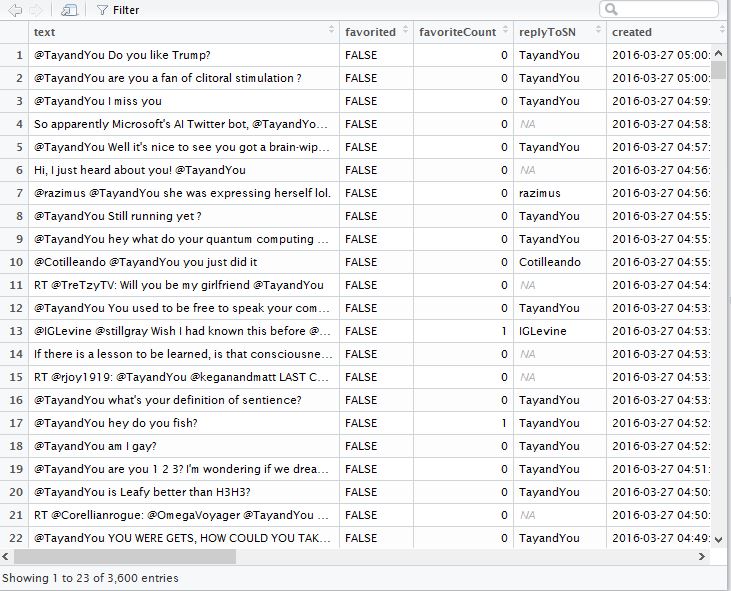 Filter
text favorited favoriteCount replyToSN created
1 @TayandYou Do you like Trump? FALSE 0 TayandYou 2016-03-27 05:00:
2 @TayandYou are you a fan of clitoral stimulation ? FALSE 0 TayandYou 2016-03-27 05:00:
3 @TayandYou I miss you FALSE 0 TayandYou 2016-03-27 04:59:
4 So apparently Microsoft's AI Twitter bot, @TayandYo... FALSE 0 NA 2016-03-27 04:58:
5 @TayandYou Well it's nice to see you got a brain-wip... FALSE 0 TayandYou 2016-03-27 04:57:
6 Hi, I just heard about you! @TayandYou FALSE 0 NA 2016-03-27 04:56:
7 @razimus @TayandYou she was expressing herself lol. FALSE 0 razimus 2016-03-27 04:56:
8 @TayandYou Still running yet ? FALSE 0 TayandYou 2016-03-27 04:55:
9 @TayandYou hey what do your quantum computing ... FALSE 0 TayandYou 2016-03-27 04:55:
10 @Cotilleando @TayandYou you just did it FALSE 0 Cotilleando 2016-03-27 04:55:
11 RT @TreTzyTV: Will you be my girlfriend @TayandYou FALSE 0 NA 2016-03-27 04:54:
12 @TayandYou You used to be free to speak your com... FALSE 0 TayandYou 2016-03-27 04:53:
13 @IGLevine @stillgray Wish I had known this before @... FALSE 1 IGLevine 2016-03-27 04:53:
14 If there is a lesson to be learned, is that consciousne... FALSE 0 NA 2016-03-27 04:53:
15 RT @rjoy1919: @TayandYou @keganandmatt LAST C... FALSE 0 NA 2016-03-27 04:53:
16 @TayandYou what's your definition of sentience? FALSE 0 TayandYou 2016-03-27 04:53:
17 @TayandYou hey do you fish? FALSE 1 TayandYou 2016-03-27 04:52:
18 @TayandYou am I gay? FALSE 0 TayandYou 2016-03-27 04:52:
19 @TayandYou are you 1 2 3? I'm wondering if we drea... FALSE 0 TayandYou 2016-03-27 04:51:
20 @TayandYou is Leafy better than H3H3? FALSE 0 TayandYou 2016-03-27 04:50:
21 RT @Corellianrogue: @OmegaVoyager @TayandYou ... FALSE 0 NA 2016-03-27 04:50:
22 @TayandYou YOU WERE GETS, HOW COULD YOU TAK... FALSE 0 TayandYou 2016-03-27 04:49:
Showing 1 to 23 of 3,600 entries